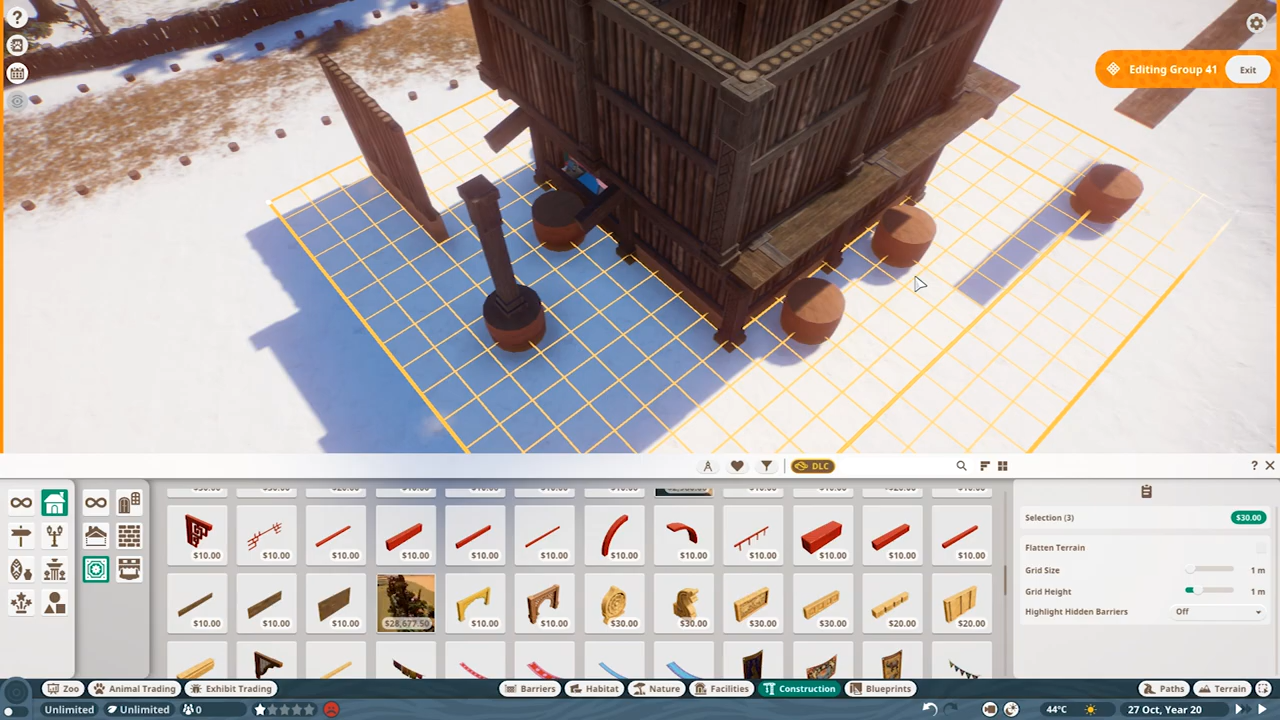 ?
Editing Group 41
Exit
DLC
? ×
$10.00 $10.00 $10.00 $10.00 $10.00 $10.00 $10.00 $10.00 $10.00 $10.00 $10.00 $10.00
$10.00 $10.00 $10.00 $28,677.50 $10.00 $10.00 $30.00 $30.00 $30.00 $30.00 $20.00 $20.00
Selection (3) $30.00
Flatten Terrain
Grid Size 1 m
Grid Height 1 m
Highlight Hidden Barriers Off
Zoo Animal Trading Exhibit Trading Barriers Habitat Nature Facilities Construction Blueprints Paths Terrain
Unlimited Unlimited 0 44°C 27 Oct, Year 20